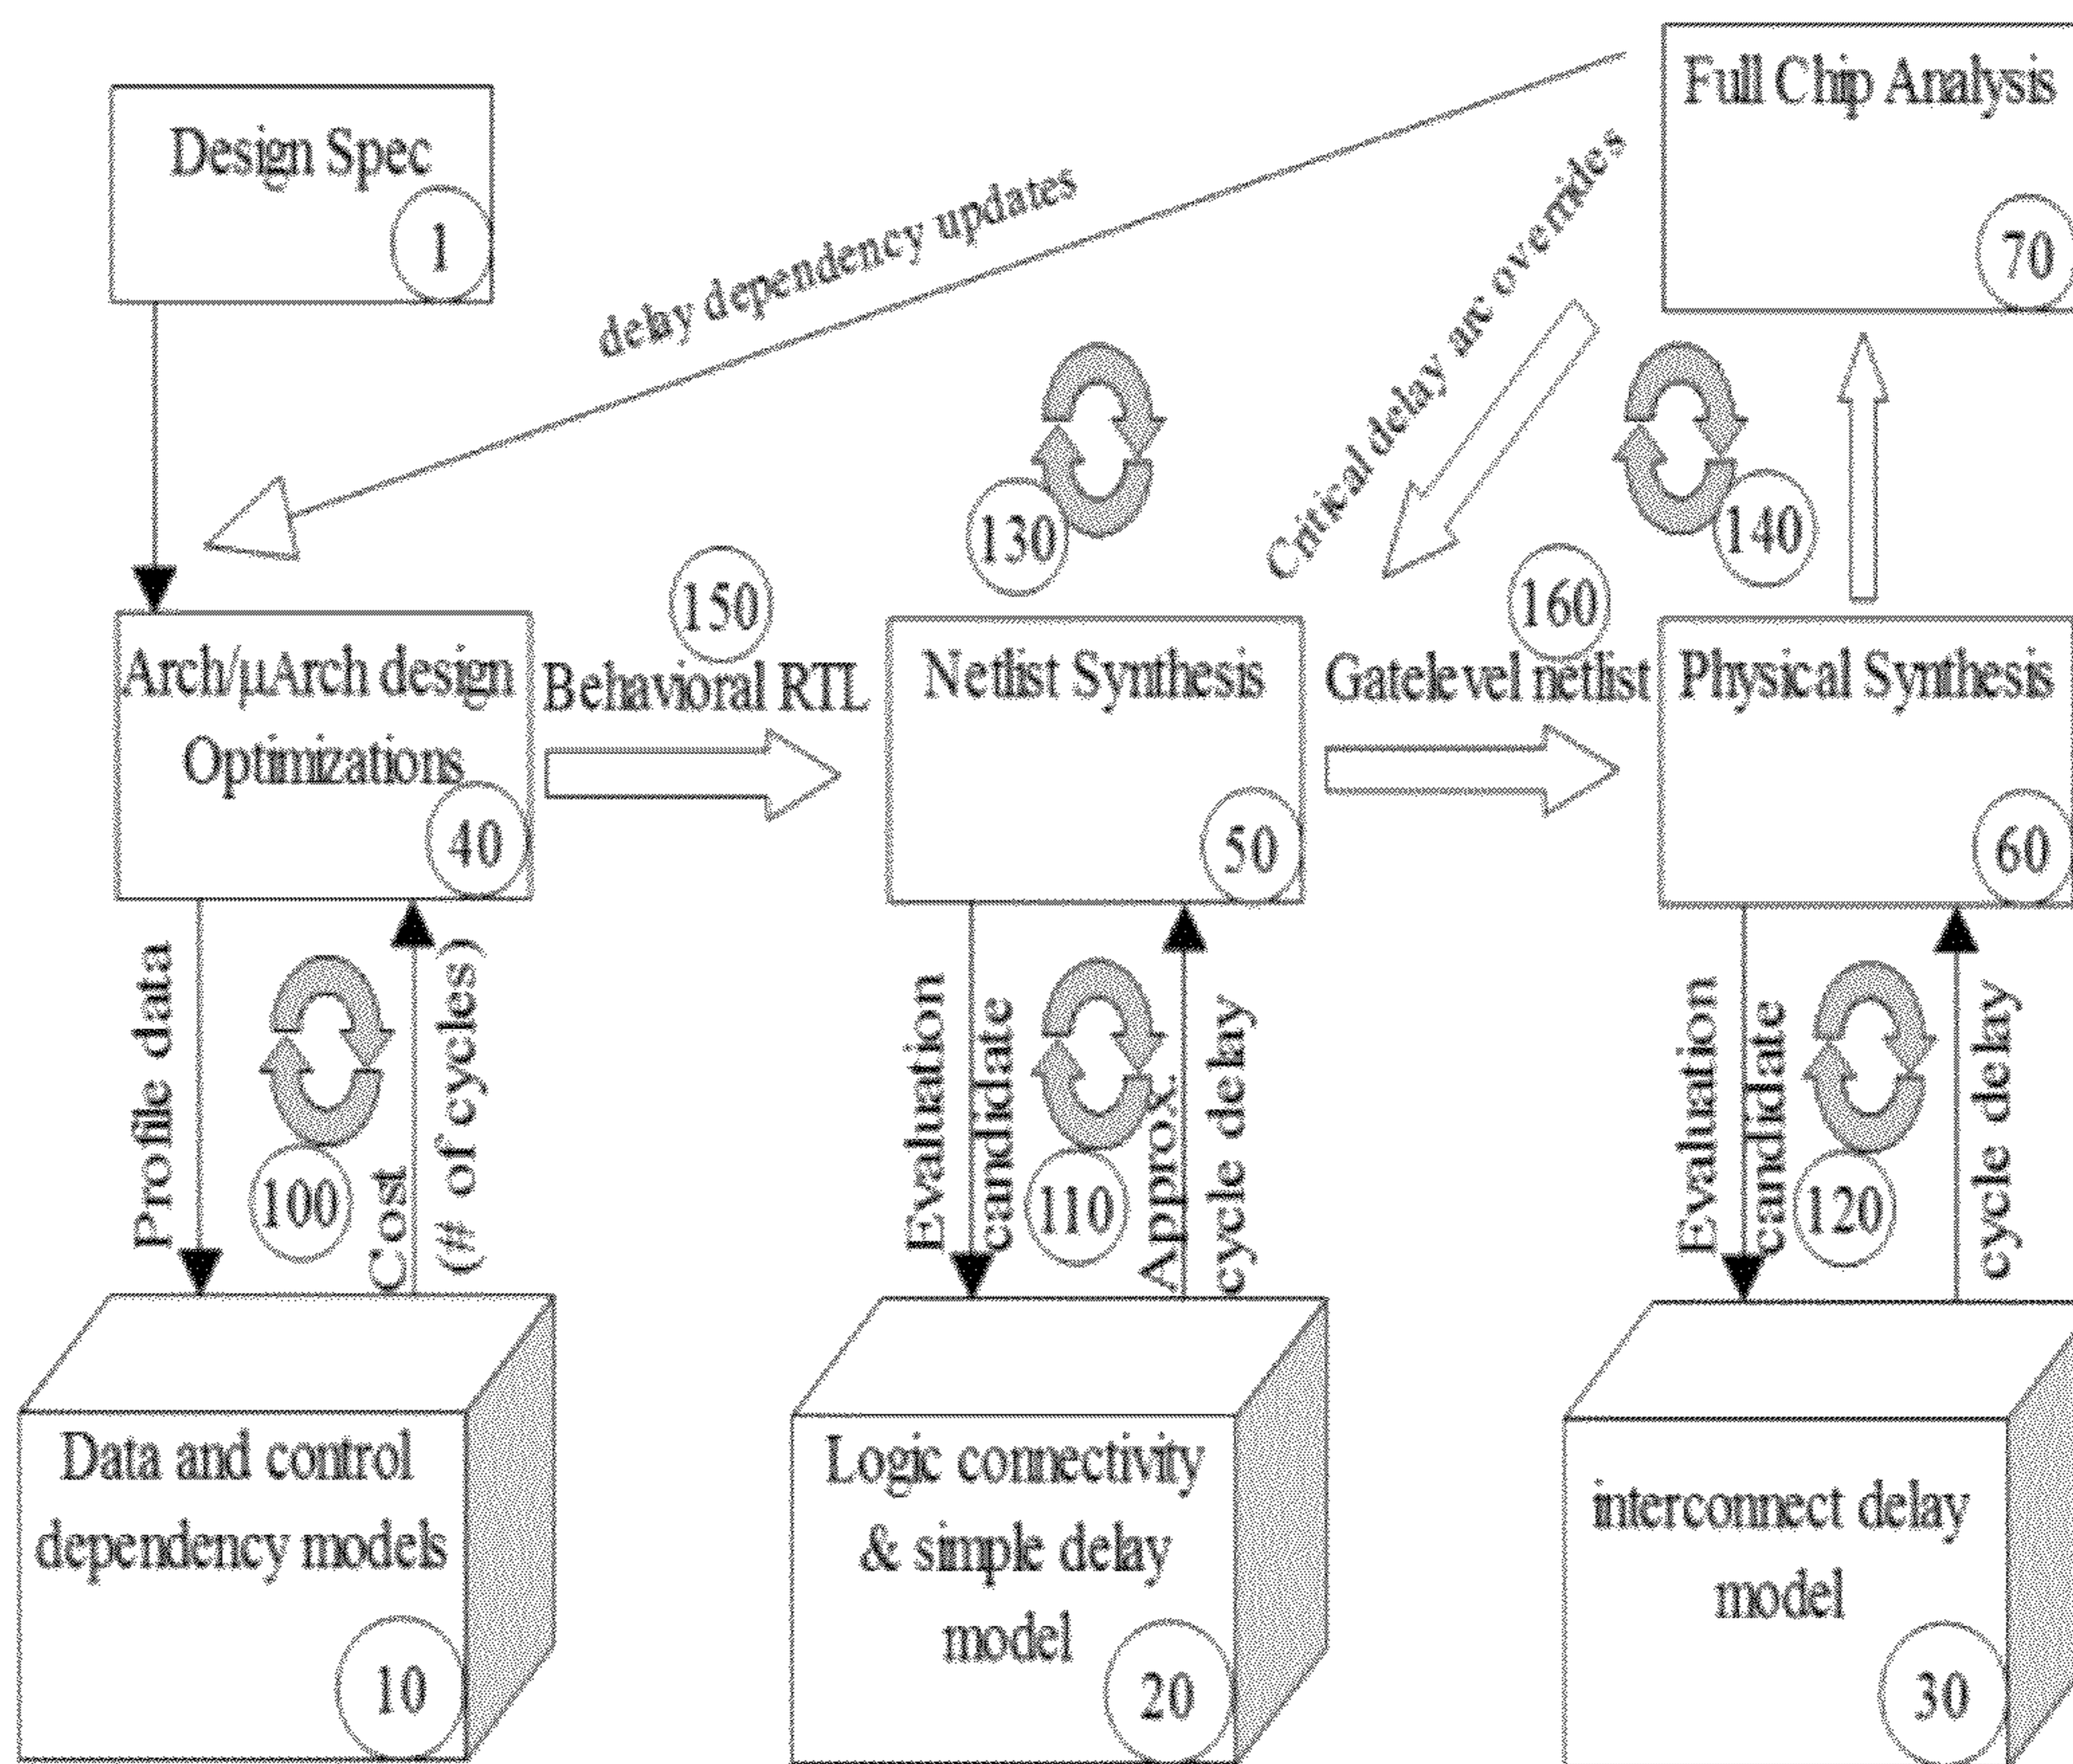 Full Chip Analysis
70
Design Spec
1
delay dependency updates
Critical delay arc overrides
130
140
150
160
Arch/μArch design
Optimizations
40
Behavioral RTL
Netlist Synthesis
50
Gatelevel netlist
Physical Synthesis
60
Profile data
100
Cost
(# of cycles)
Evaluation
candidate
110
Approx.
cycle delay
Evaluation
candidate
120
cycle delay
Data and control
dependency models
10
Logic connectivity
& simple delay
model
20
interconnect delay
model
30